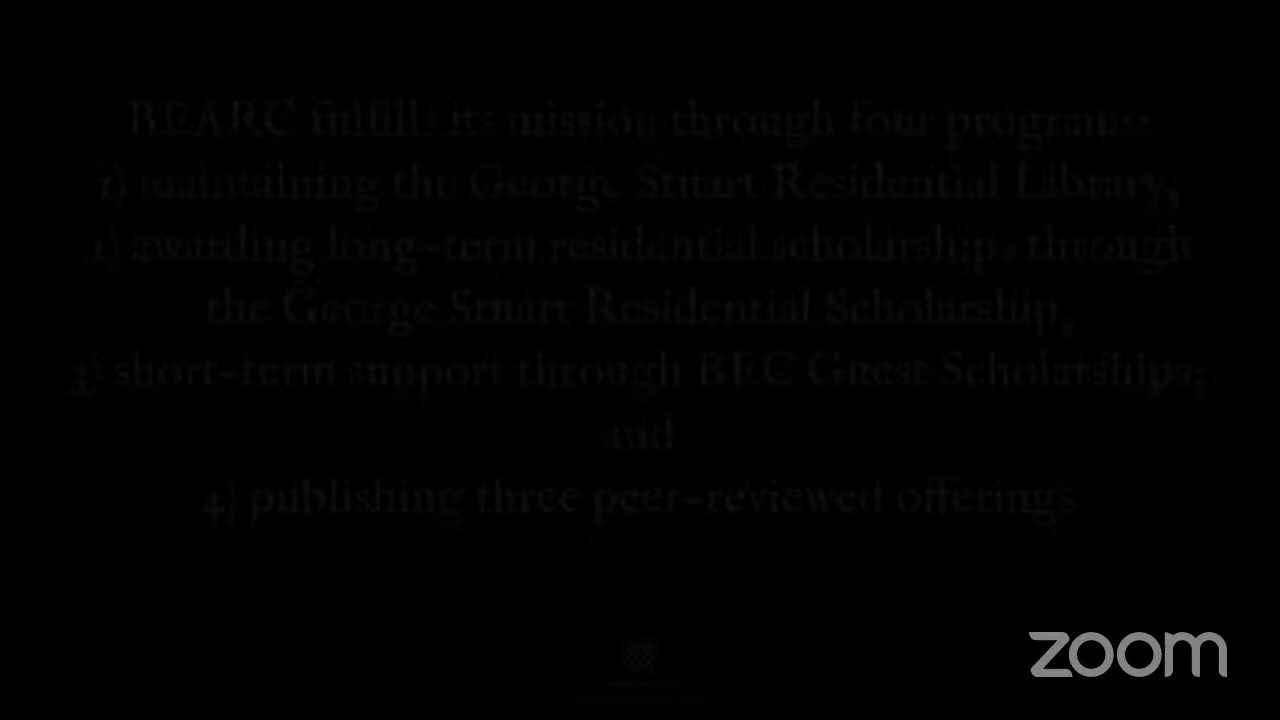 BEARC fulfills its mission through four programs
1) maintaining the George Stuart Residential Library,
2) awarding long-term residential scholarships through
the George Stuart Residential Scholarship,
3) short-term support through BEC Guest Scholarships;
and
4) publishing three peer-reviewed offerings
zoom